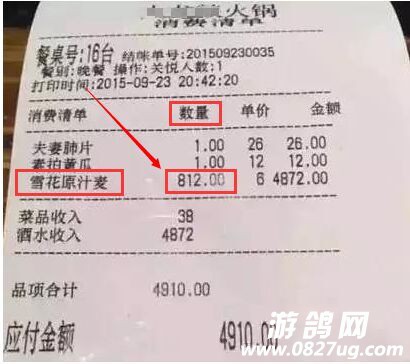 火锅
消费清单
餐桌号:16台 结帐单号:201509230035
餐别:晚餐 操作:关悦人数:1
打印时间:2015-09-23 20:42:20
消费清单 数量 单价 金额
夫妻肺片 1.00 26 26.00
素拍黄瓜 1.00 12 12.00
雪花原汁麦 812.00 6 4872.00
菜品收入 38
酒水收入 4872
品项合计 4910.00
应付金额 4910.00
游鸽网
www.0827ug.com